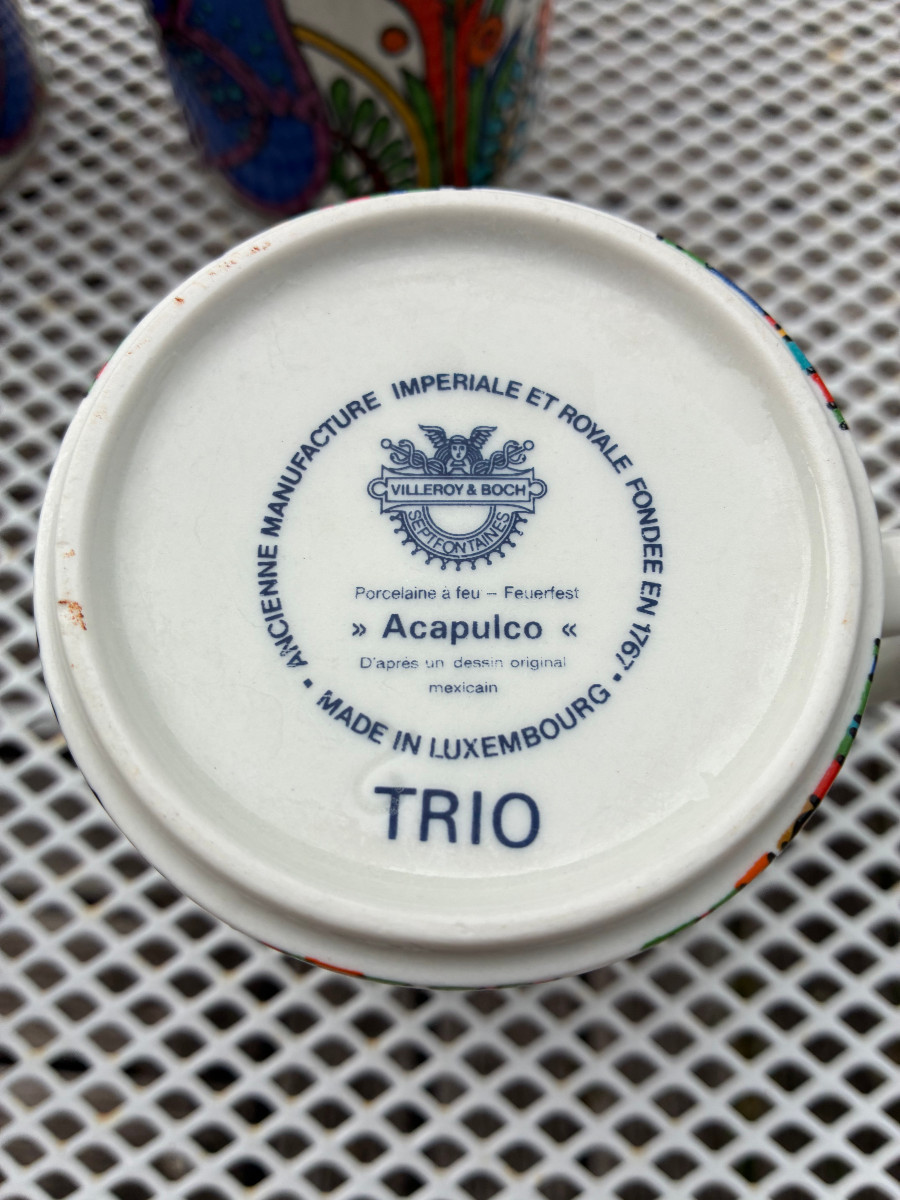 ANCIENNE MANUFACTURE IMPERIALE ET ROYALE FONDEE EN 1767
VILLEROY & BOCH
SEPTFONTAINES
Porcelaine à feu – Feuerfest
» Acapulco «
D'après un dessin original
mexicain
• MADE IN LUXEMBOURG •
TRIO